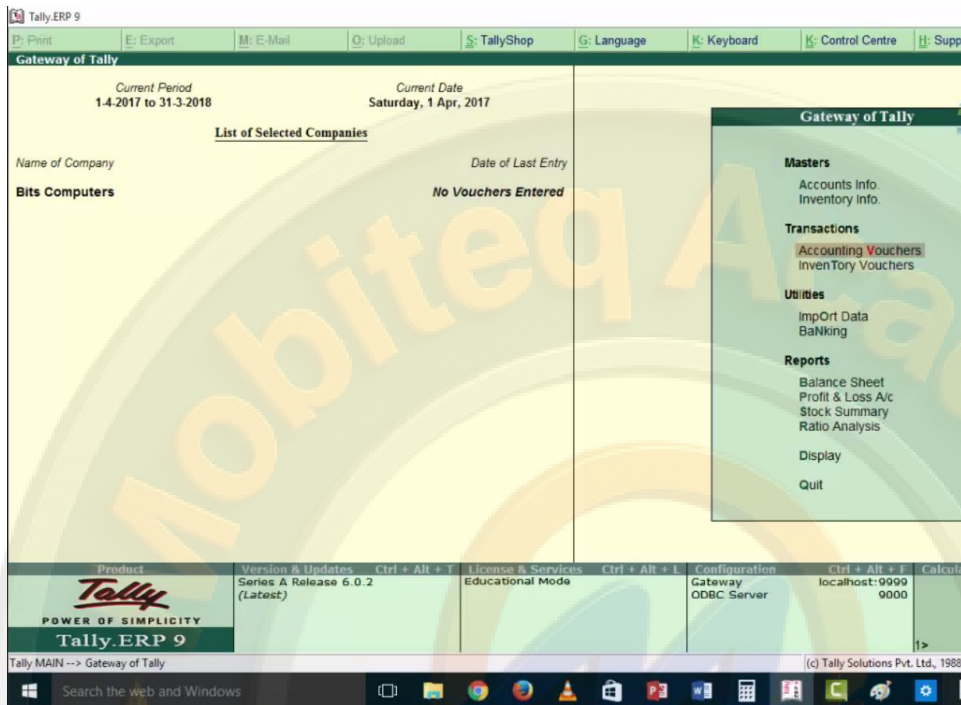 Tally.ERP 9
P: Print E: Export M: E-Mail O: Upload S: TallyShop G: Language K: Keyboard K: Control Centre H: Supp
Gateway of Tally
Current Period Current Date
1-4-2017 to 31-3-2018 Saturday, 1 Apr, 2017
List of Selected Companies
Name of Company Date of Last Entry
Bits Computers No Vouchers Entered
Gateway of Tally
Masters
Accounts Info.
Inventory Info.
Transactions
Accounting Vouchers
InvenTory Vouchers
Utilities
ImpOrt Data
BaNking
Reports
Balance Sheet
Profit & Loss A/c
Stock Summary
Ratio Analysis
Display
Quit
Mobiteq Aca
Product Version & Updates Ctrl + Alt + T License & Services Ctrl + Alt + L Configuration Ctrl + Alt + F Calcula
Tally
POWER OF SIMPLICITY
Tally.ERP 9
Series A Release 6.0.2
(Latest)
Educational Mode
Gateway localhost:9999
ODBC Server 9000
1>
Tally MAIN --> Gateway of Tally (c) Tally Solutions Pvt. Ltd., 1988
Search the web and Windows